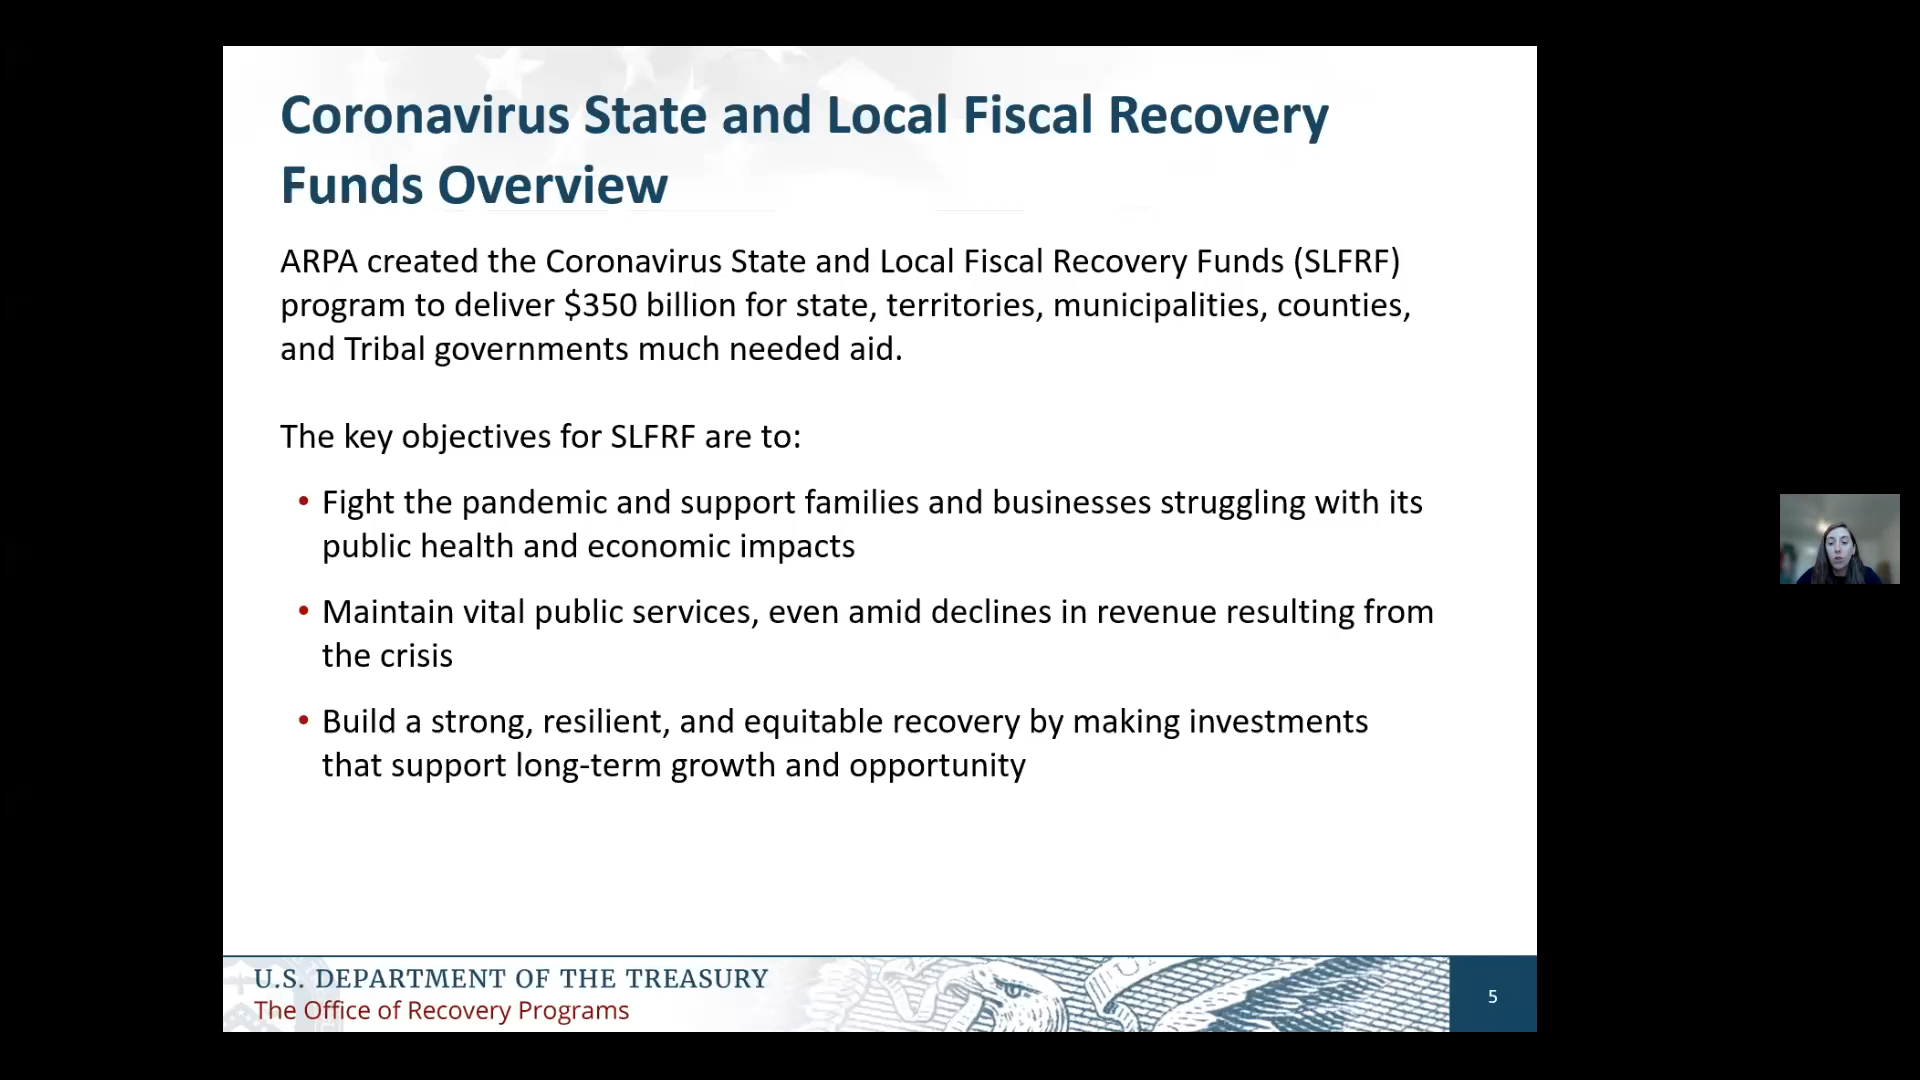 Coronavirus State and Local Fiscal Recovery
Funds Overview
ARPA created the Coronavirus State and Local Fiscal Recovery Funds (SLFRF)
program to deliver $350 billion for state, territories, municipalities, counties,
and Tribal governments much needed aid.
The key objectives for SLFRF are to:
• Fight the pandemic and support families and businesses struggling with its
public health and economic impacts
• Maintain vital public services, even amid declines in revenue resulting from
the crisis
• Build a strong, resilient, and equitable recovery by making investments
that support long-term growth and opportunity
U.S. DEPARTMENT OF THE TREASURY
The Office of Recovery Programs
5